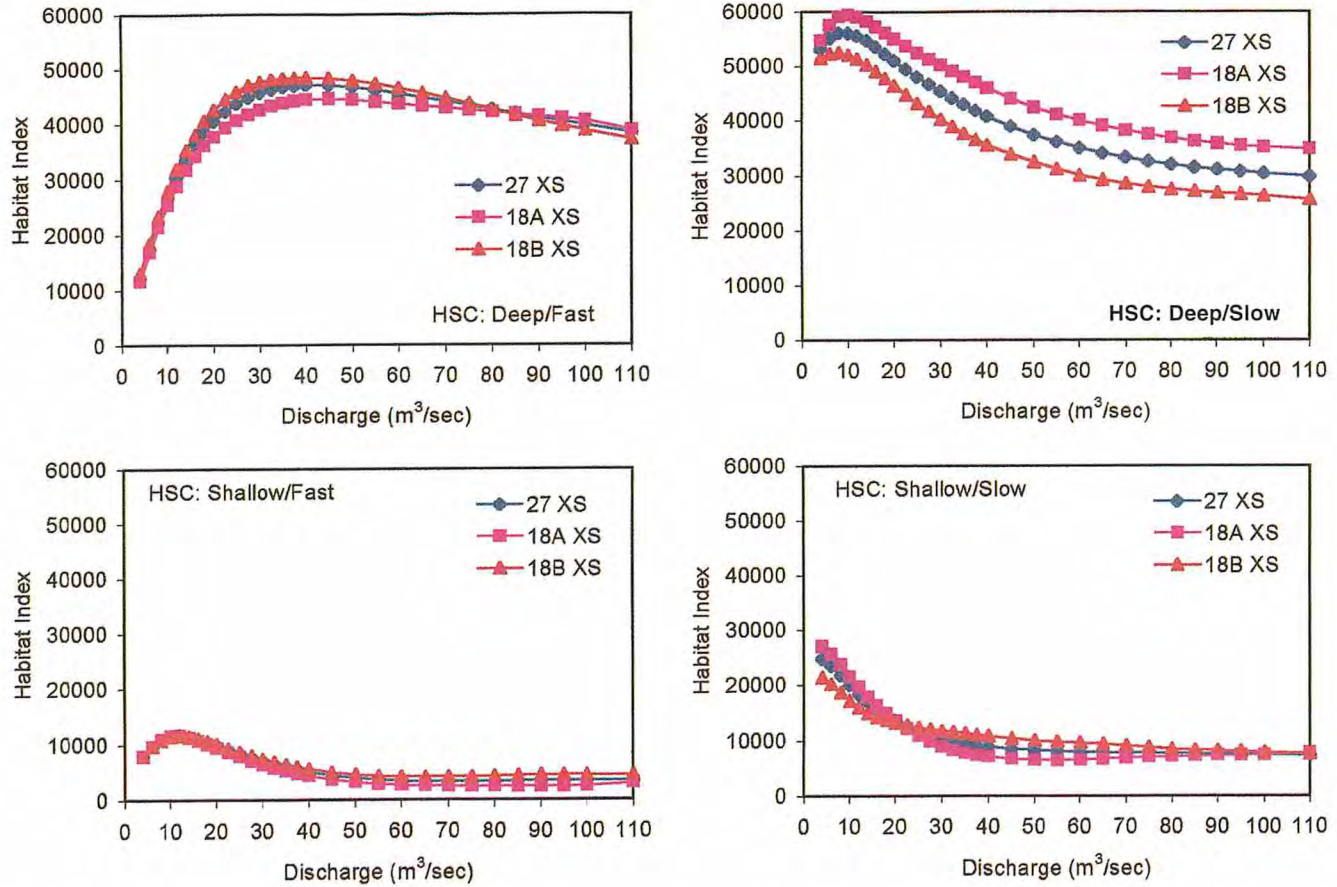 60000
50000
40000
30000
20000
10000
0
Habitat Index
27 XS
18A XS
18B XS
HSC: Deep/Fast
0 10 20 30 40 50 60 70 80 90 100 110
Discharge (m³/sec)
60000
50000
40000
30000
20000
10000
0
Habitat Index
27 XS
18A XS
18B XS
HSC: Deep/Slow
0 10 20 30 40 50 60 70 80 90 100 110
Discharge (m³/sec)
60000
50000
40000
30000
20000
10000
0
Habitat Index
HSC: Shallow/Fast
27 XS
18A XS
18B XS
0 10 20 30 40 50 60 70 80 90 100 110
Discharge (m³/sec)
60000
50000
40000
30000
20000
10000
0
Habitat Index
HSC: Shallow/Slow
27 XS
18A XS
18B XS
0 10 20 30 40 50 60 70 80 90 100 110
Discharge (m³/sec)